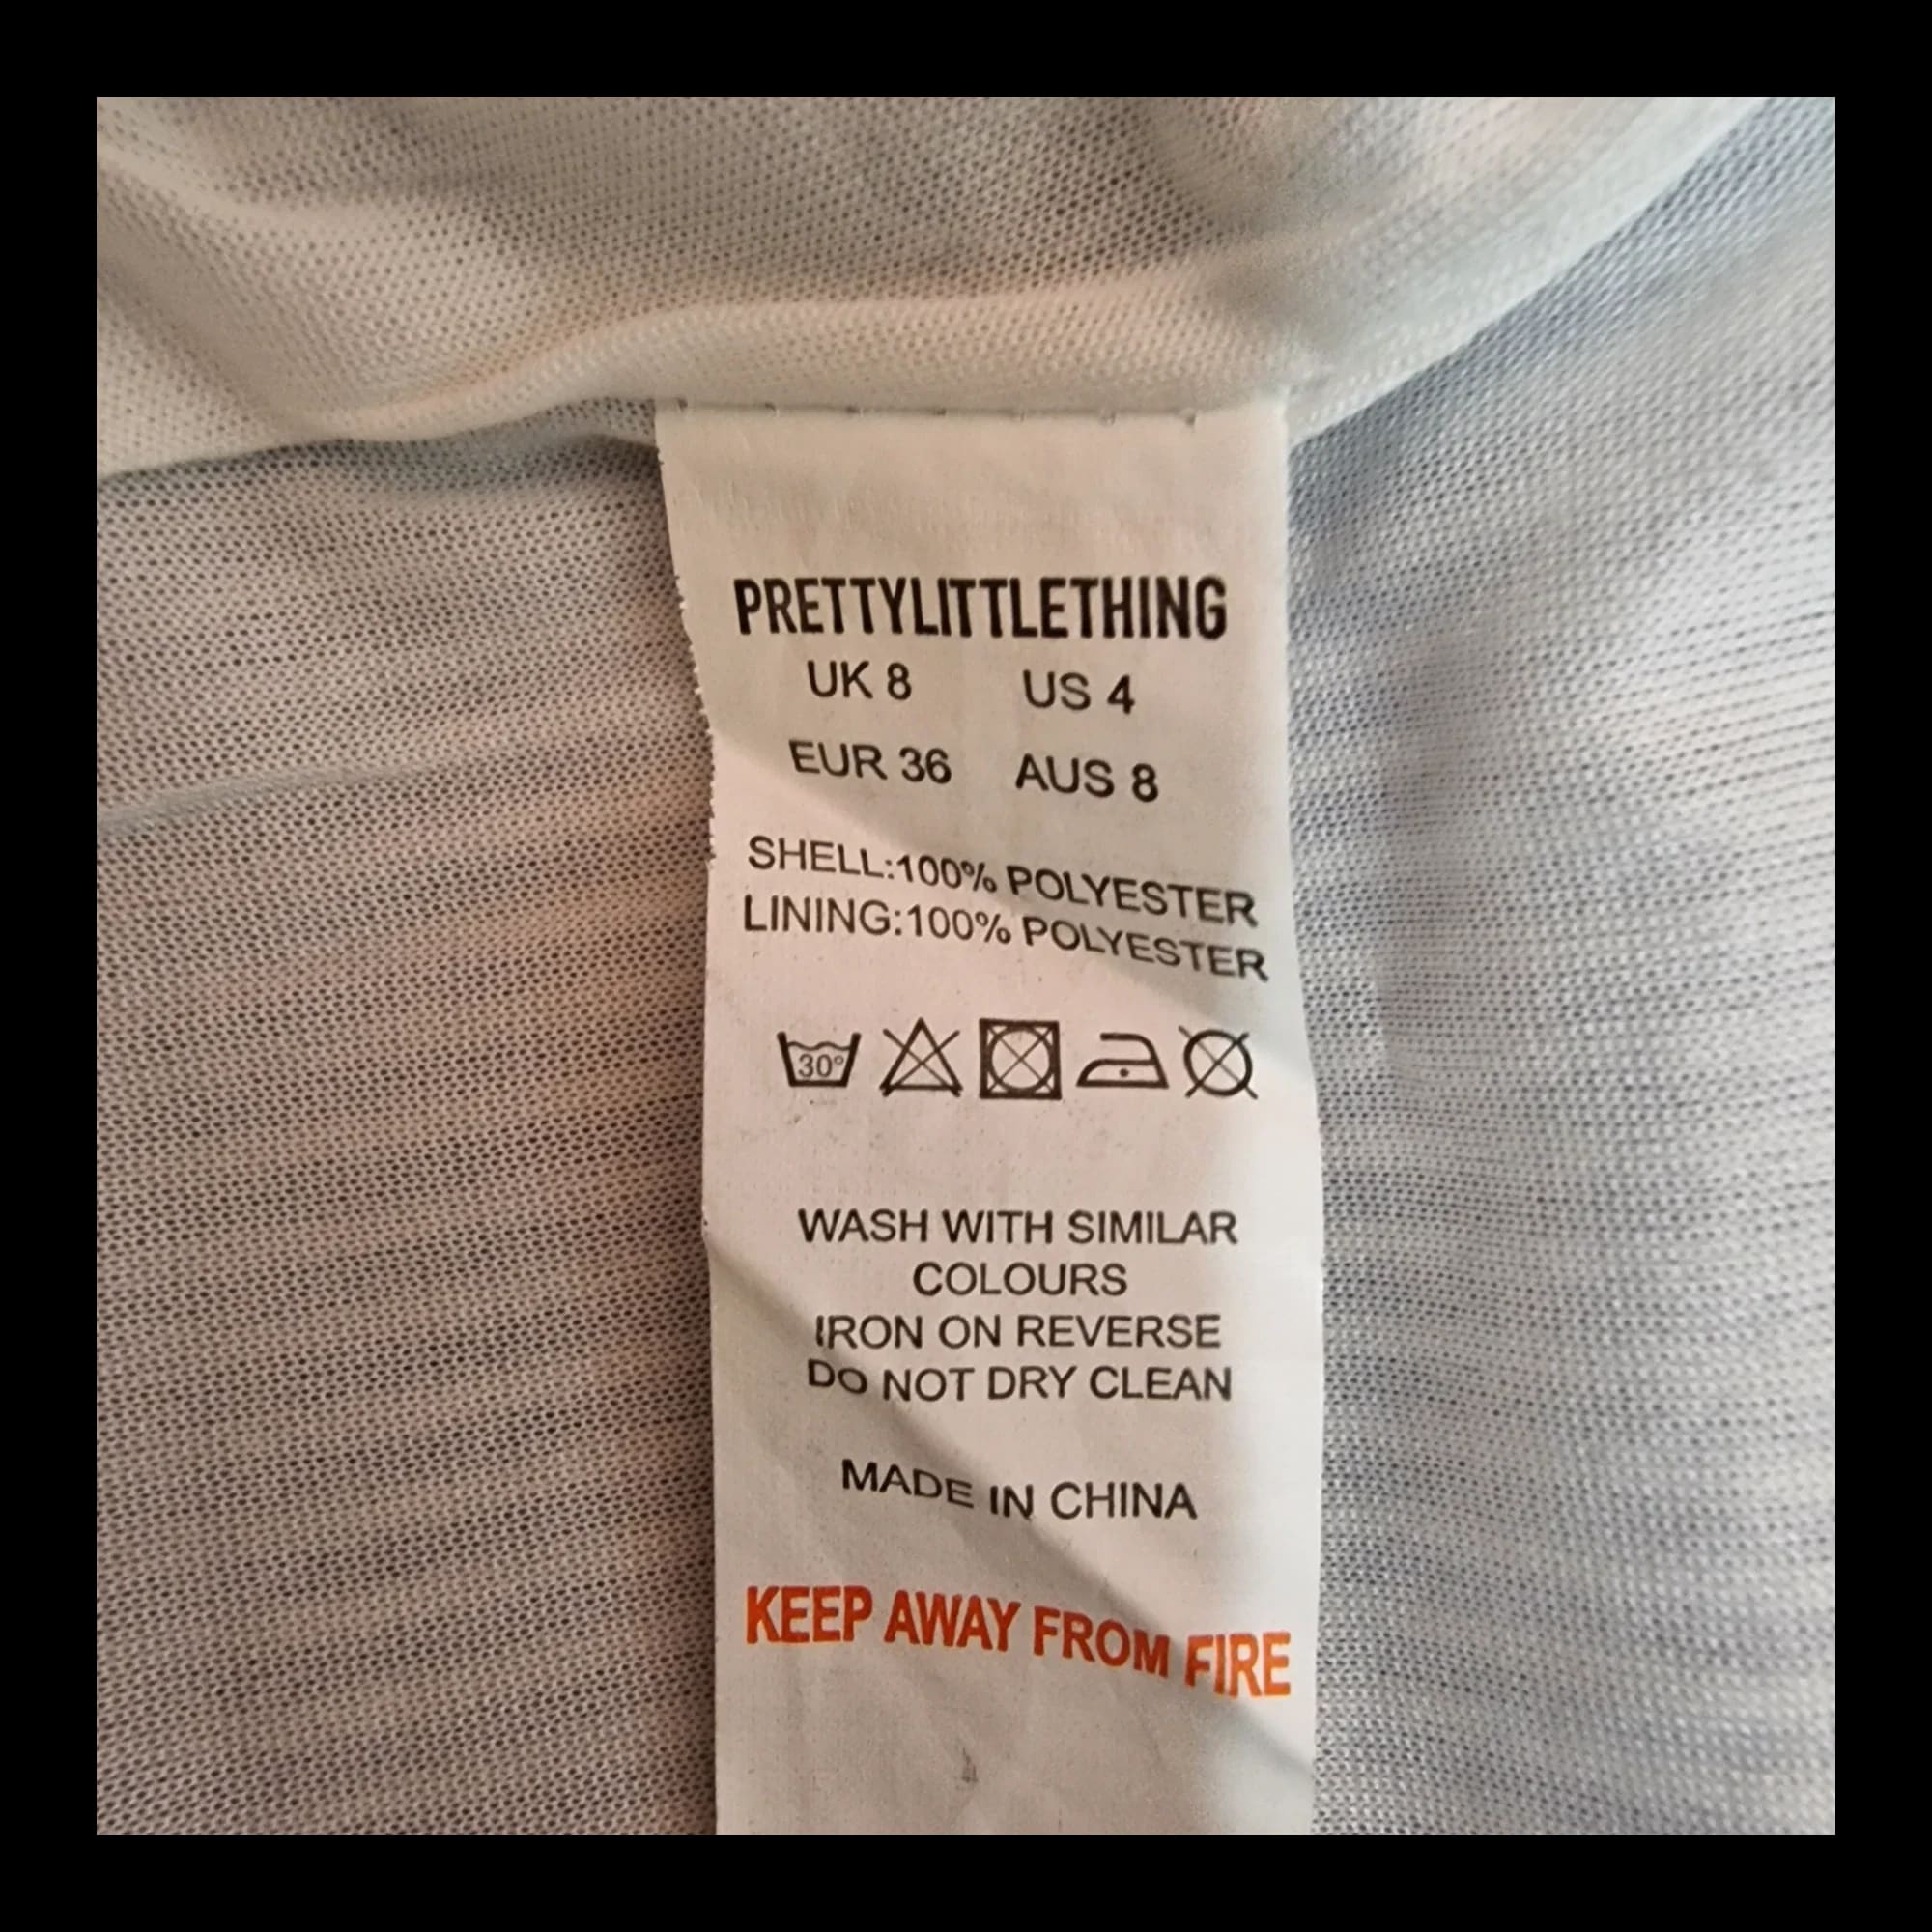 PRETTYLITTLETHING
UK 8 US 4
EUR 36 AUS 8
SHELL:100% POLYESTER
LINING:100% POLYESTER
30°
WASH WITH SIMILAR
COLOURS
IRON ON REVERSE
DO NOT DRY CLEAN
MADE IN CHINA
KEEP AWAY FROM FIRE